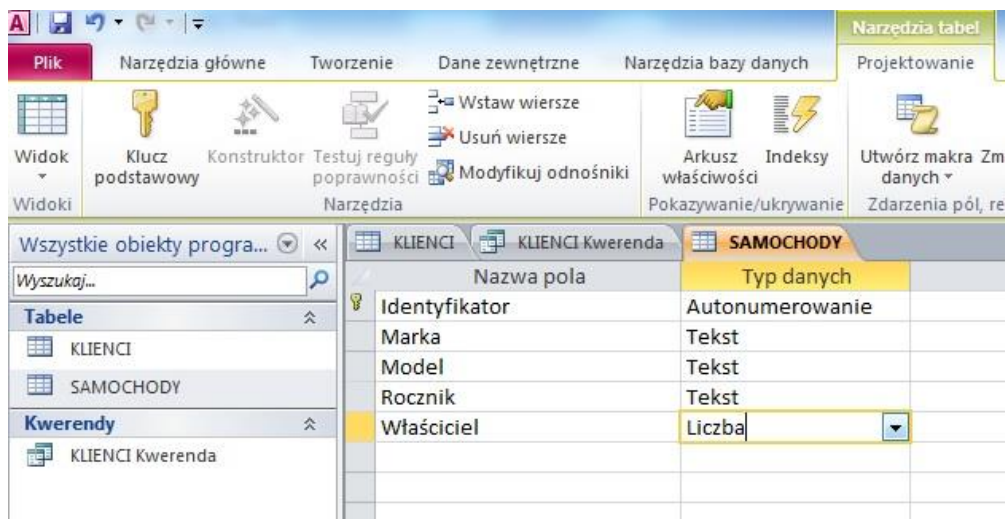 A
Narzędzia tabel
Plik Narzędzia główne Tworzenie Dane zewnętrzne Narzędzia bazy danych Projektowanie
Widok
Klucz podstawowy
Konstruktor
Testuj reguły poprawności
Wstaw wiersze
Usuń wiersze
Modyfikuj odnośniki
Arkusz właściwości
Indeksy
Utwórz makra danych
Zm
Widoki Narzędzia Pokazywanie/ukrywanie Zdarzenia pól, re
Wszystkie obiekty progra... «
Wyszukaj...
Tabele
KLIENCI
SAMOCHODY
Kwerendy
KLIENCI Kwerenda
KLIENCI KLIENCI Kwerenda SAMOCHODY
Nazwa pola Typ danych
Identyfikator Autonumerowanie
Marka Tekst
Model Tekst
Rocznik Tekst
Właściciel Liczba